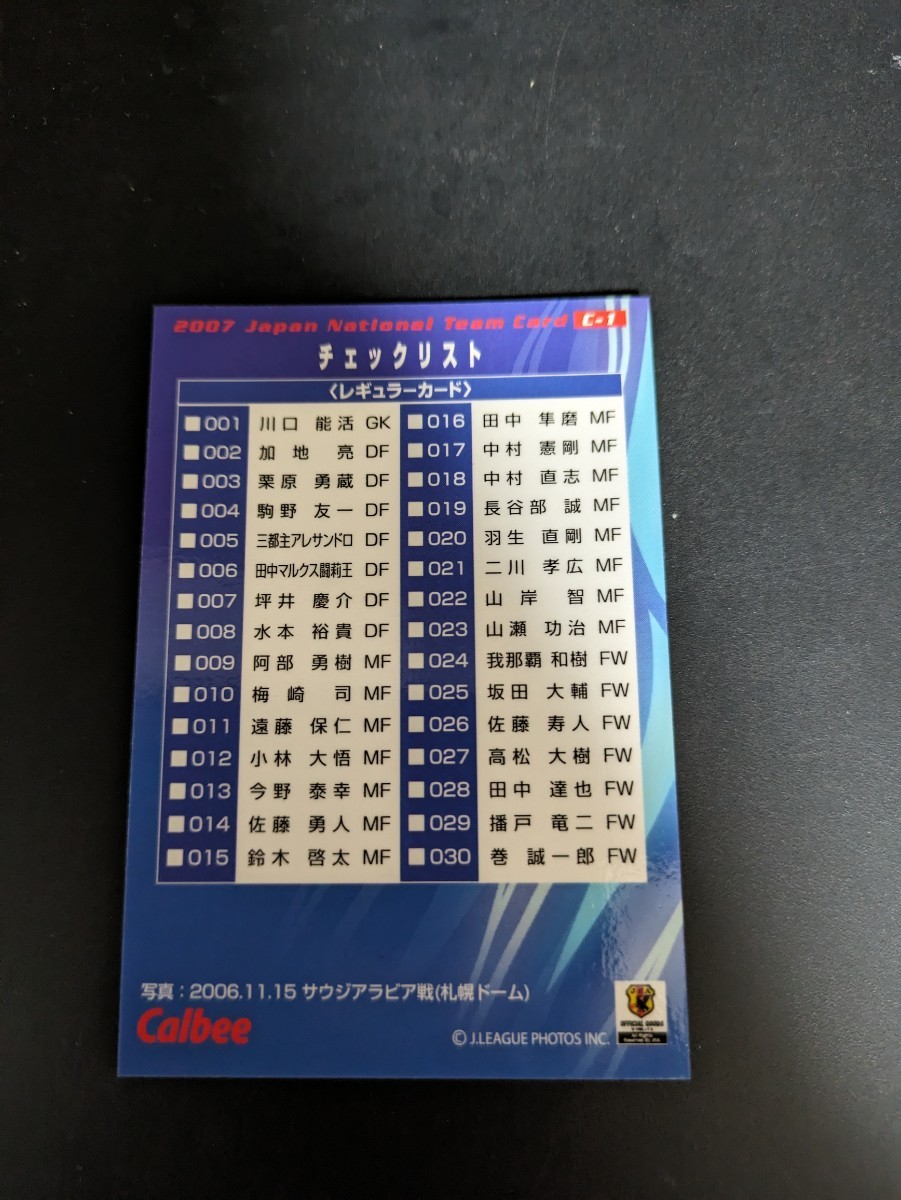 2007 Japan National Team Card C-1
チェックリスト
〈レギュラーカード〉
001 川口 能活 GK
002 加地 亮 DF
003 栗原 勇蔵 DF
004 駒野 友一 DF
005 三都主アレサンドロ DF
006 田中マルクス闘莉王 DF
007 坪井 慶介 DF
008 水本 裕貴 DF
009 阿部 勇樹 MF
010 梅崎 司 MF
011 遠藤 保仁 MF
012 小林 大悟 MF
013 今野 泰幸 MF
014 佐藤 勇人 MF
015 鈴木 啓太 MF
016 田中 隼磨 MF
017 中村 憲剛 MF
018 中村 直志 MF
019 長谷部 誠 MF
020 羽生 直剛 MF
021 二川 孝広 MF
022 山岸 智 MF
023 山瀬 功治 MF
024 我那覇 和樹 FW
025 坂田 大輔 FW
026 佐藤 寿人 FW
027 高松 大樹 FW
028 田中 達也 FW
029 播戸 竜二 FW
030 巻 誠一郎 FW
写真：2006.11.15 サウジアラビア戦(札幌ドーム)
Calbee
© J.LEAGUE PHOTOS INC.
JFA
OFFICIAL GOODS